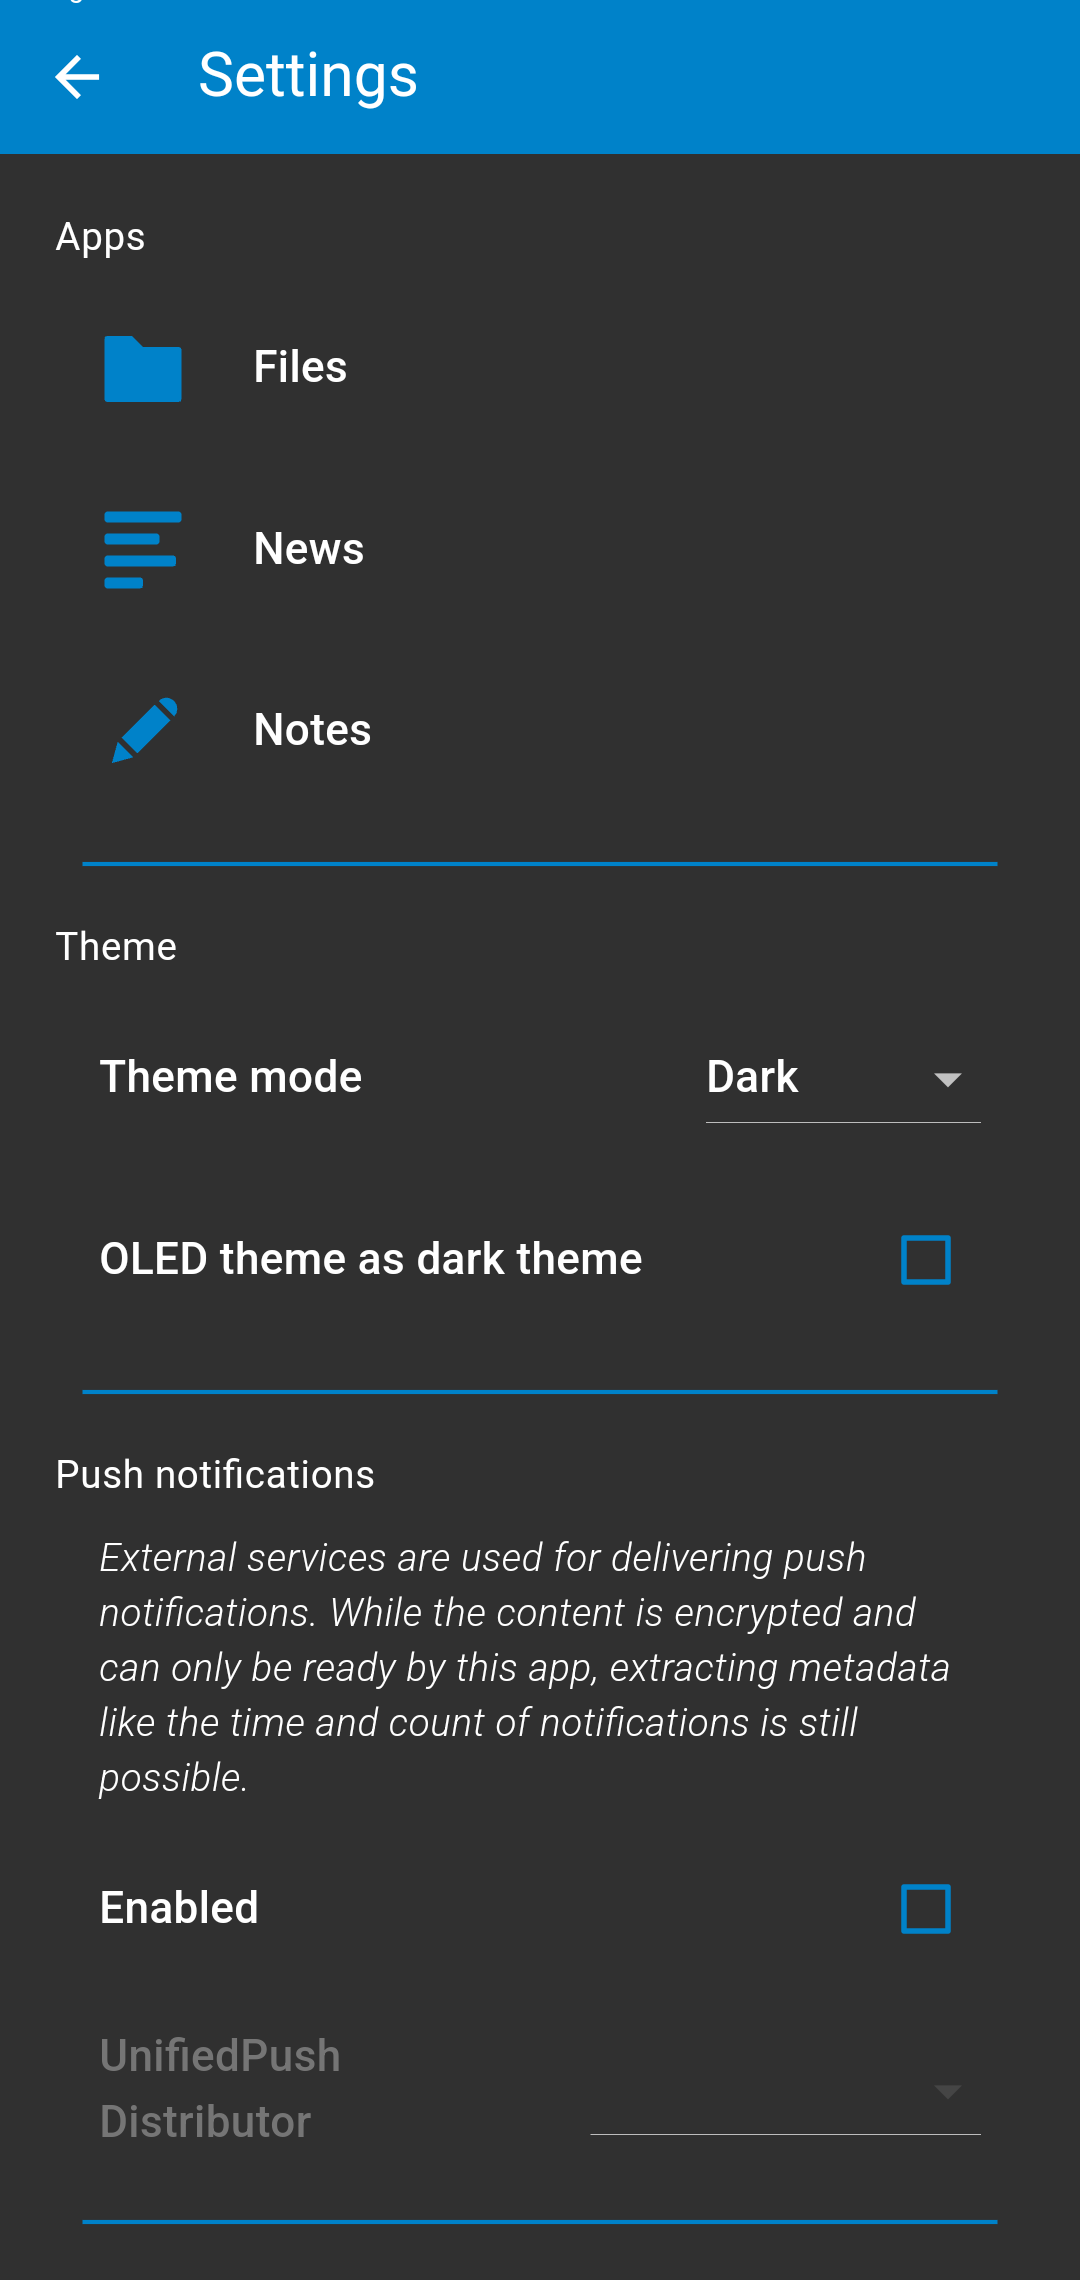 Settings
Apps
Files
News
Notes
Theme
Theme mode
Dark
OLED theme as dark theme
Push notifications
External services are used for delivering push
notifications. While the content is encrypted and
can only be ready by this app, extracting metadata
like the time and count of notifications is still
possible.
Enabled
UnifiedPush
Distributor